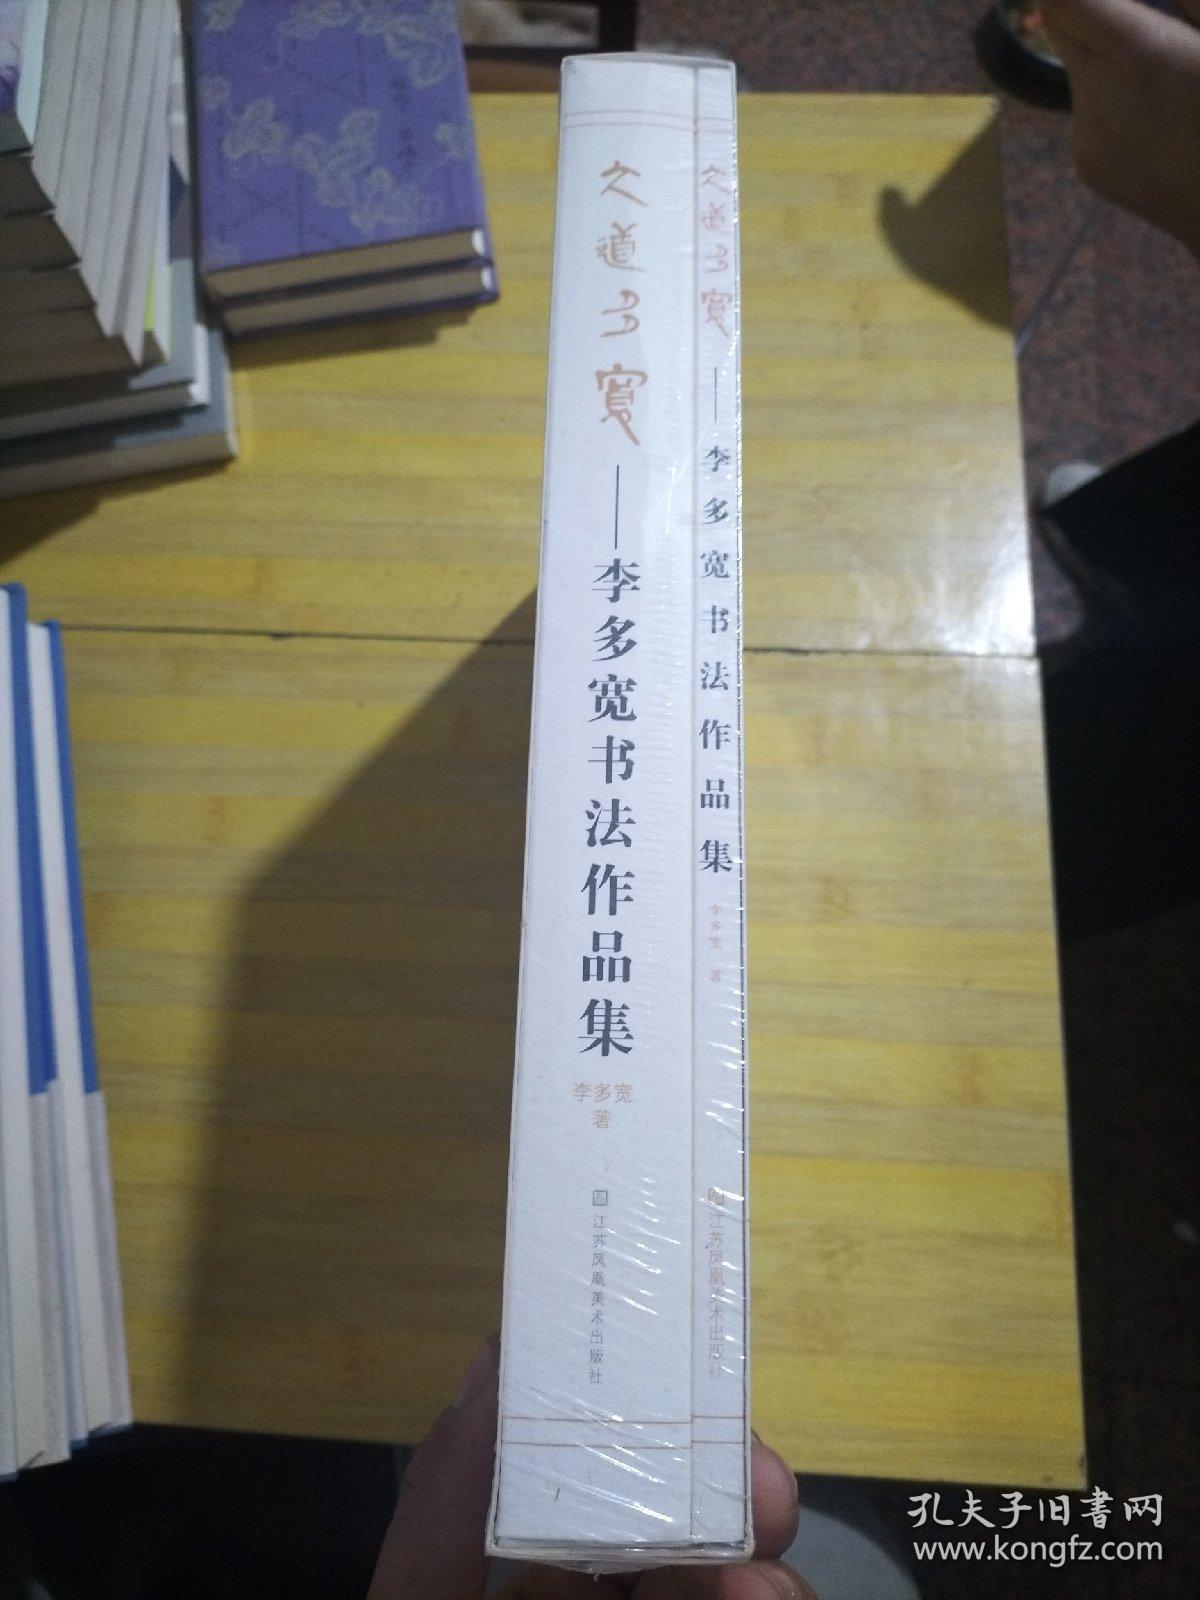 文道多寬
——李多宽书法作品集
李多宽
著
江苏凤凰美术出版社
文道多寬
——李多宽书法作品集
李多宽 著
江苏凤凰美术出版社
孔夫子旧书网
www.kongfz.com